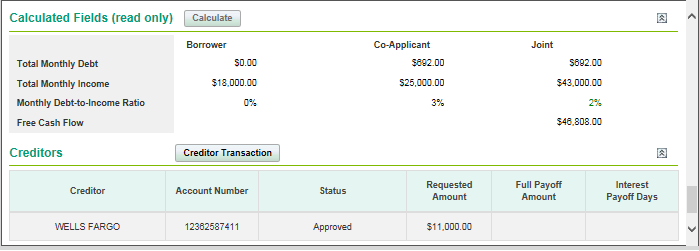 Calculated Fields (read only) Calculate
Borrower Co-Applicant Joint
Total Monthly Debt $0.00 $692.00 $692.00
Total Monthly Income $18,000.00 $25,000.00 $43,000.00
Monthly Debt-to-Income Ratio 0% 3% 2%
Free Cash Flow $46,808.00
Creditors Creditor Transaction
Creditor Account Number Status Requested Amount Full Payoff Amount Interest Payoff Days
WELLS FARGO 12362587411 Approved $11,000.00